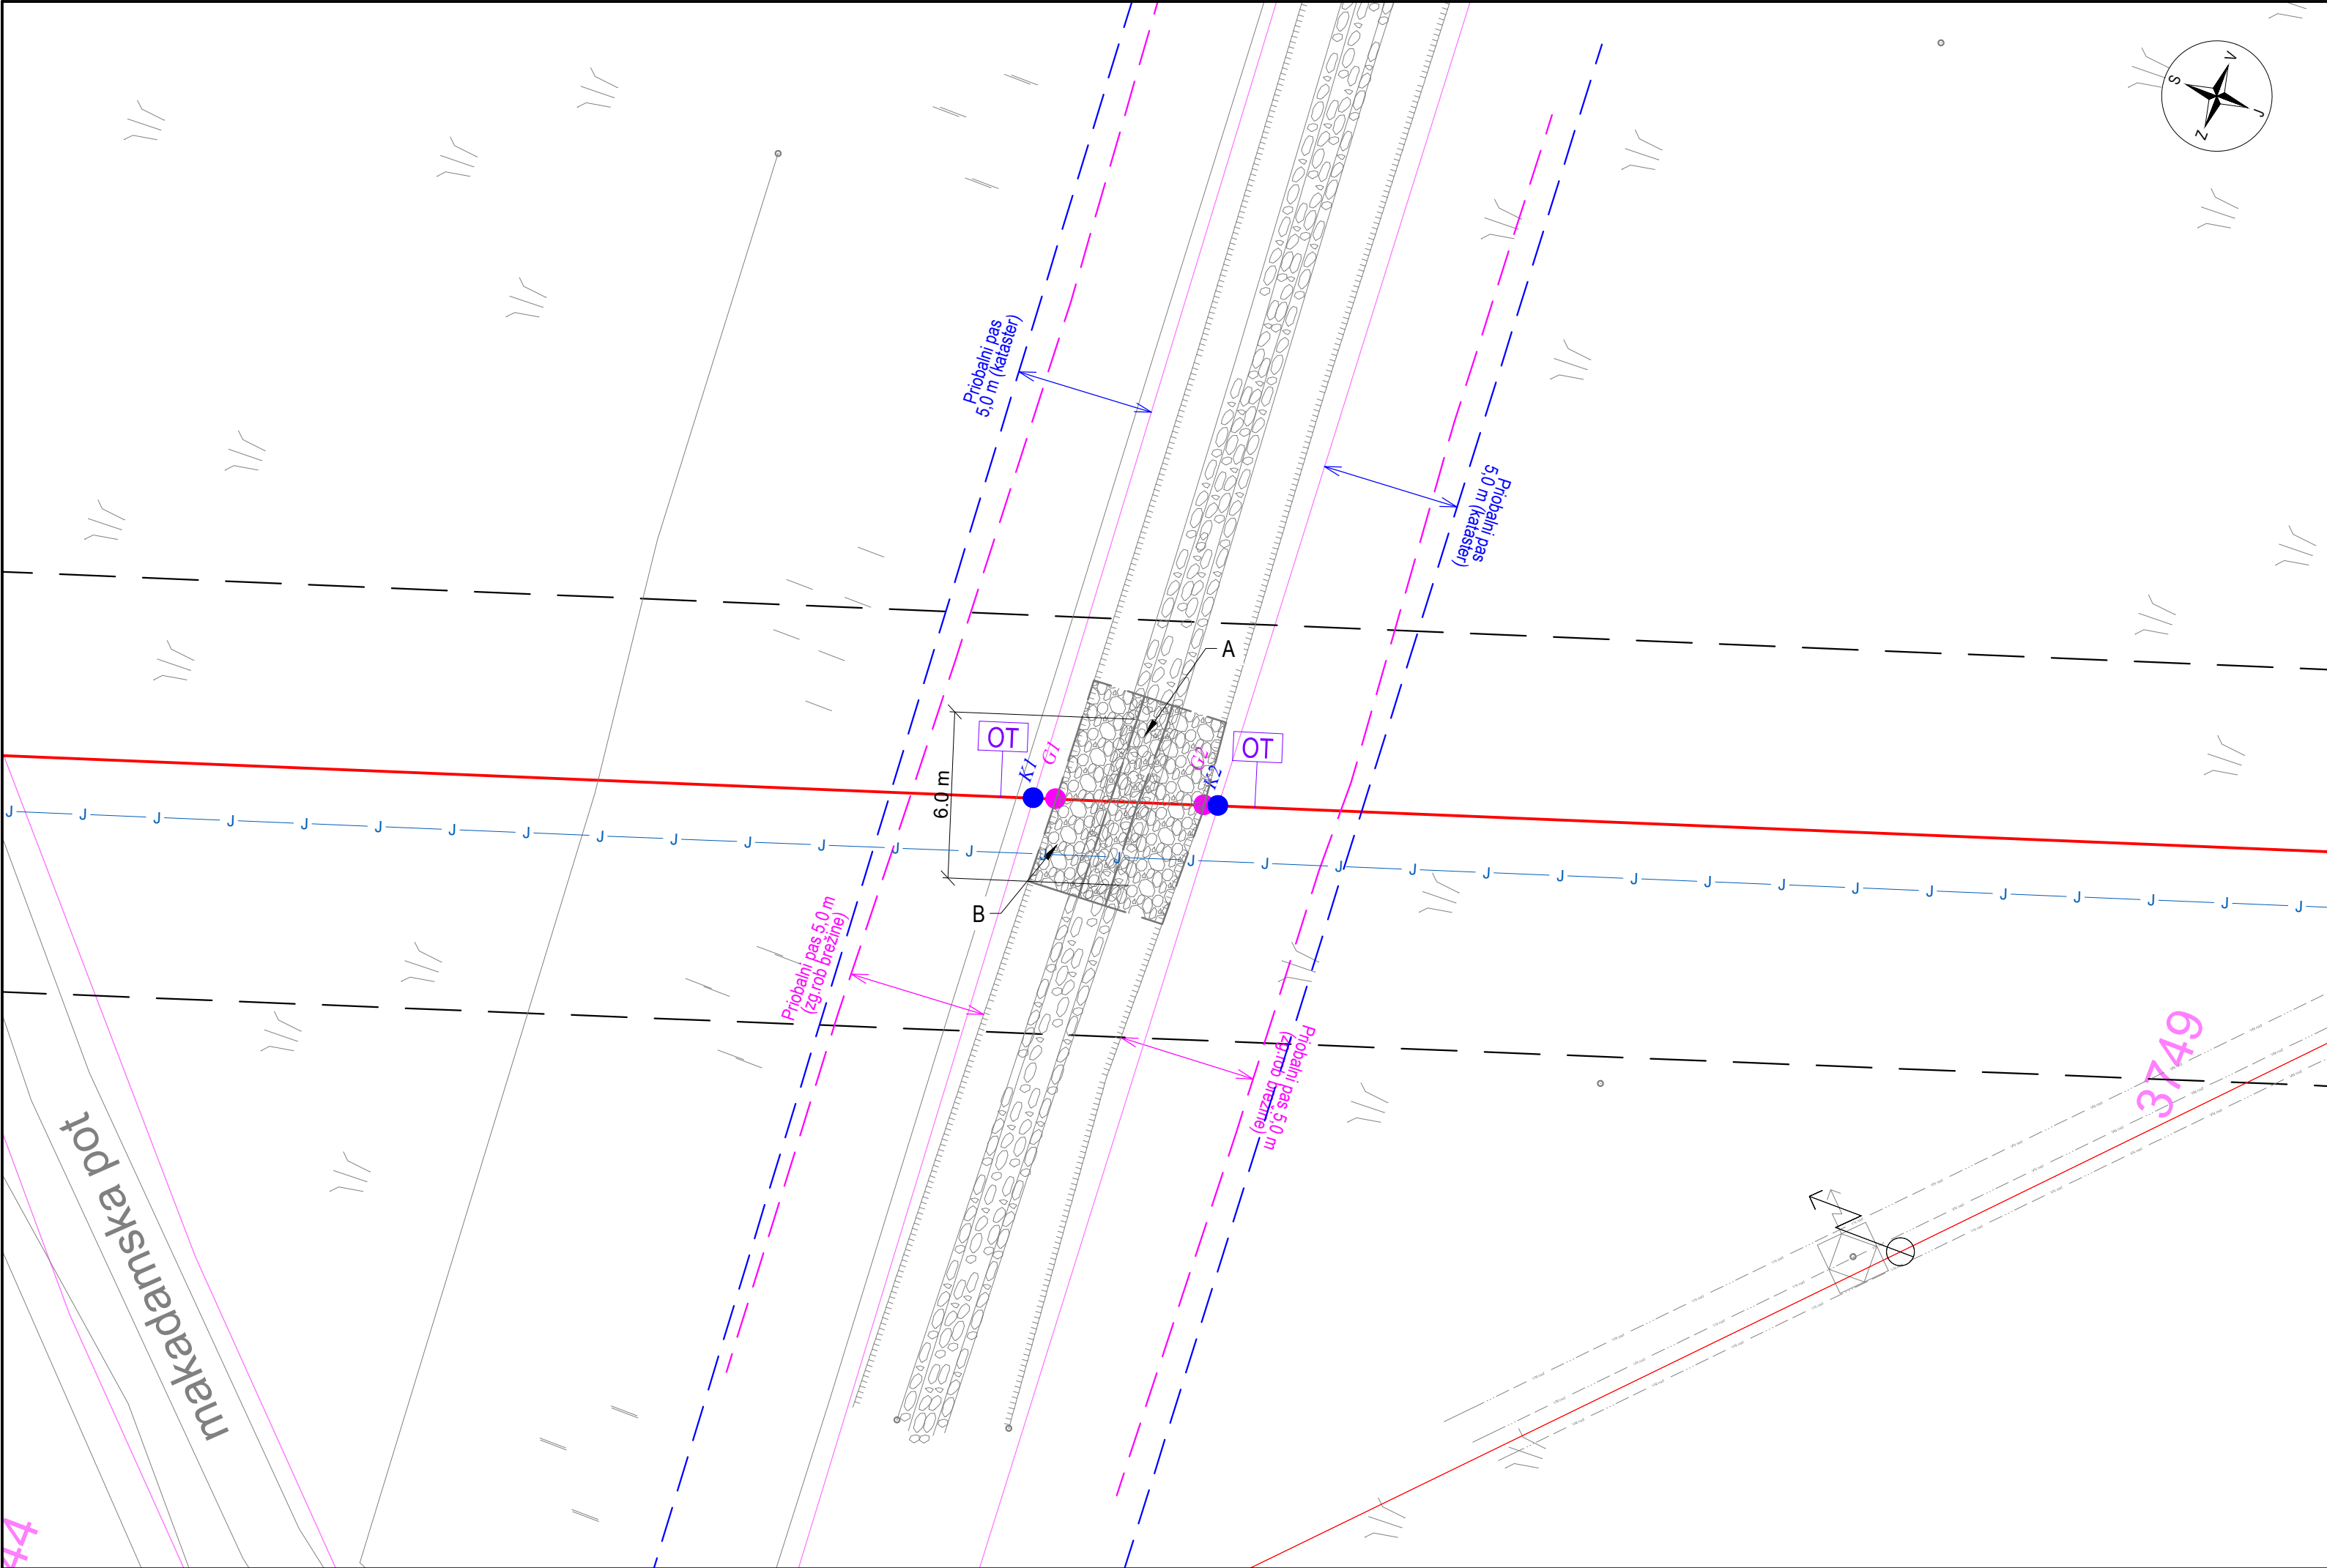 V
S
J
Z
Priobalni pas
5,0 m (kataster)
Priobalni pas
5,0 m (kataster)
A
OT
G1
K1
G2
K2
OT
6.0 m
J J J J J J J J J J J J J J J J J J J J J J J J J J J J J J J J
B
Priobalni pas 5,0 m
(zg.rob brežine)
Priobalni pas 5,0 m
(zg.rob brežine)
3749
makadamska pot
44